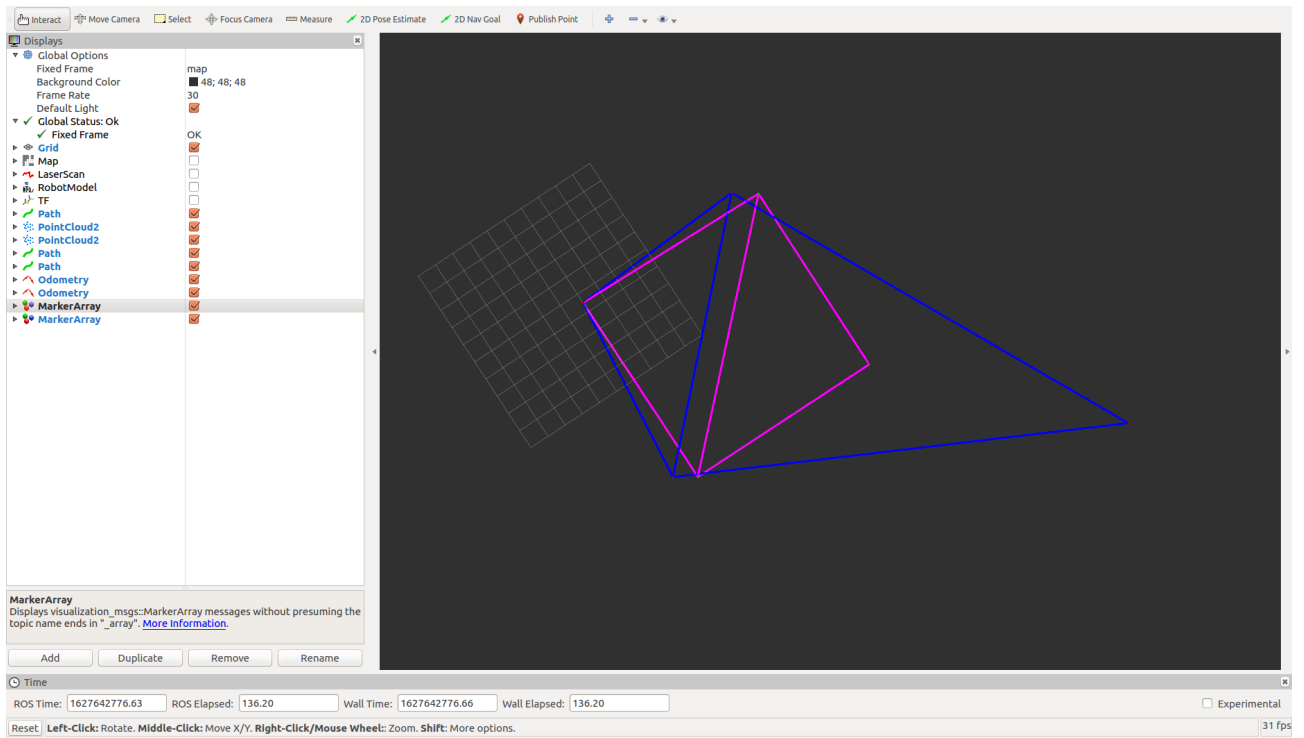 Interact Move Camera Select Focus Camera Measure 2D Pose Estimate 2D Nav Goal Publish Point
Displays
Global Options
Fixed Frame map
Background Color 48; 48; 48
Frame Rate 30
Default Light
Global Status: Ok
Fixed Frame OK
Grid
Map
LaserScan
RobotModel
TF
Path
PointCloud2
PointCloud2
Path
Path
Odometry
Odometry
MarkerArray
MarkerArray
MarkerArray
Displays visualization_msgs::MarkerArray messages without presuming the
topic name ends in "_array". More Information.
Add Duplicate Remove Rename
Time
ROS Time: 1627642776.63 ROS Elapsed: 136.20 Wall Time: 1627642776.66 Wall Elapsed: 136.20 Experimental
Reset Left-Click: Rotate. Middle-Click: Move X/Y. Right-Click/Mouse Wheel:: Zoom. Shift: More options. 31 fps